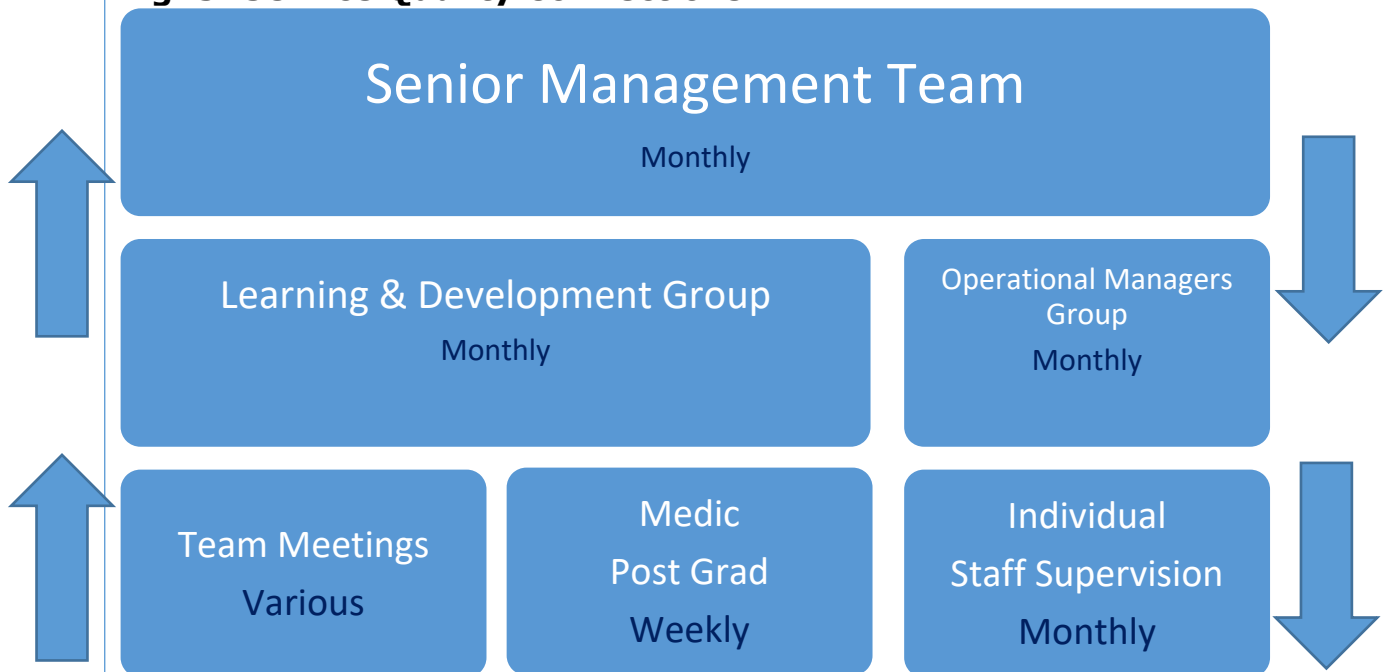 Senior Management Team
Monthly
Learning & Development Group
Monthly
Operational Managers
Group
Monthly
Team Meetings
Various
Medic
Post Grad
Weekly
Individual
Staff Supervision
Monthly